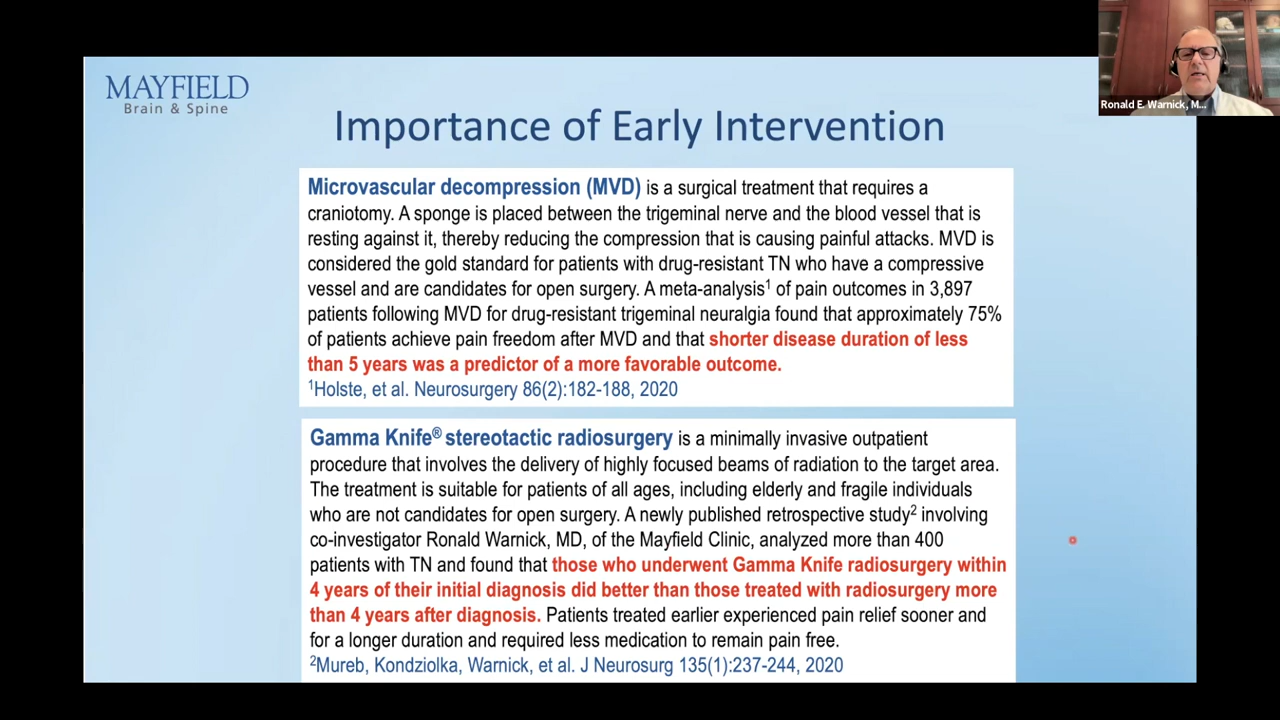 MAYFIELD
Brain & Spine
Ronald E. Warnick, M...
Importance of Early Intervention
Microvascular decompression (MVD) is a surgical treatment that requires a
craniotomy. A sponge is placed between the trigeminal nerve and the blood vessel that is
resting against it, thereby reducing the compression that is causing painful attacks. MVD is
considered the gold standard for patients with drug-resistant TN who have a compressive
vessel and are candidates for open surgery. A meta-analysis¹ of pain outcomes in 3,897
patients following MVD for drug-resistant trigeminal neuralgia found that approximately 75%
of patients achieve pain freedom after MVD and that shorter disease duration of less
than 5 years was a predictor of a more favorable outcome.
¹Holste, et al. Neurosurgery 86(2):182-188, 2020
Gamma Knife® stereotactic radiosurgery is a minimally invasive outpatient
procedure that involves the delivery of highly focused beams of radiation to the target area.
The treatment is suitable for patients of all ages, including elderly and fragile individuals
who are not candidates for open surgery. A newly published retrospective study² involving
co-investigator Ronald Warnick, MD, of the Mayfield Clinic, analyzed more than 400
patients with TN and found that those who underwent Gamma Knife radiosurgery within
4 years of their initial diagnosis did better than those treated with radiosurgery more
than 4 years after diagnosis. Patients treated earlier experienced pain relief sooner and
for a longer duration and required less medication to remain pain free.
²Mureb, Kondziolka, Warnick, et al. J Neurosurg 135(1):237-244, 2020